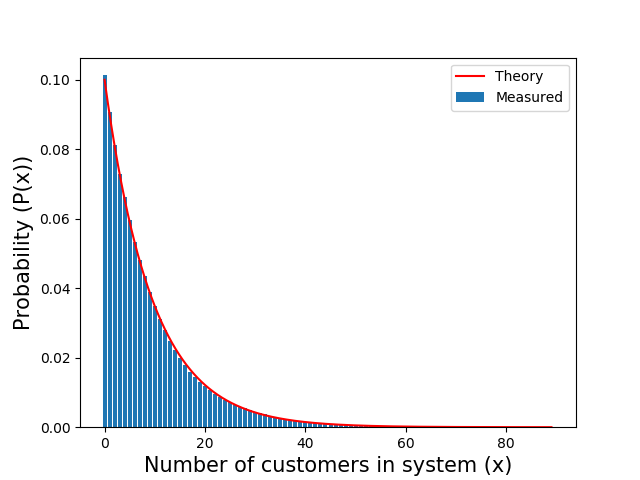 Theory
Measured
0.10
0.08
0.06
0.04
0.02
0.00
Probability (P(x))
0 20 40 60 80
Number of customers in system (x)